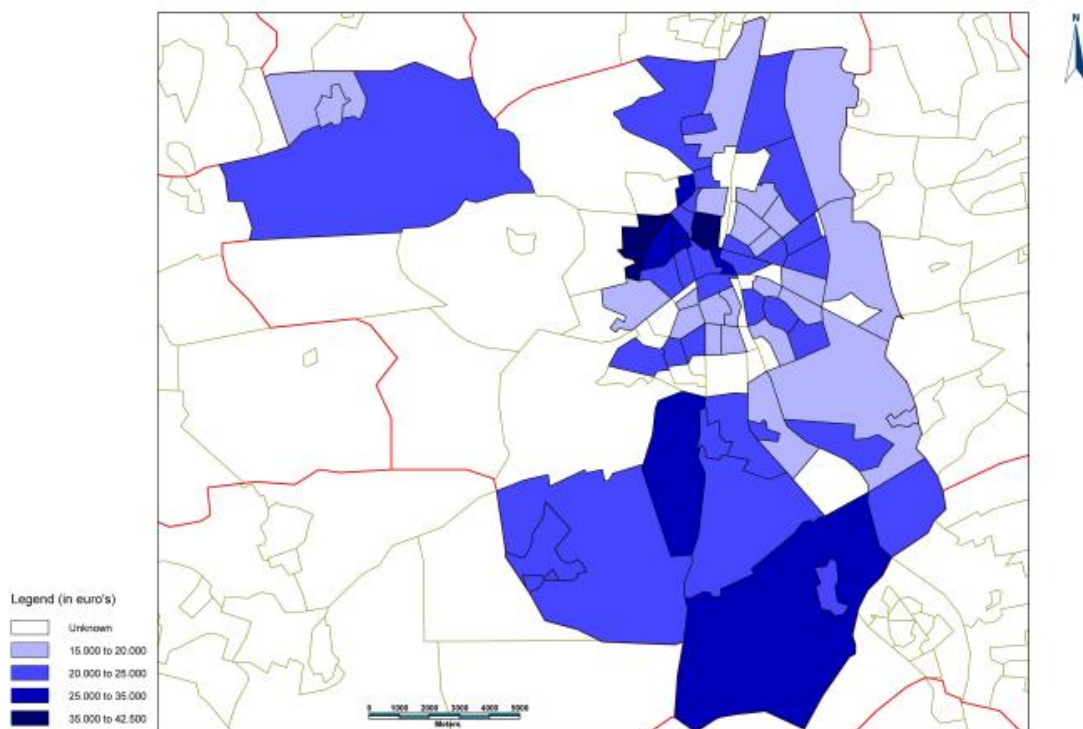 N
Legend (in euro's)
Unknown
15.000 to 20.000
20.000 to 25.000
25.000 to 35.000
35.000 to 42.500
0 1000 2000 3000 4000 5000
Meters